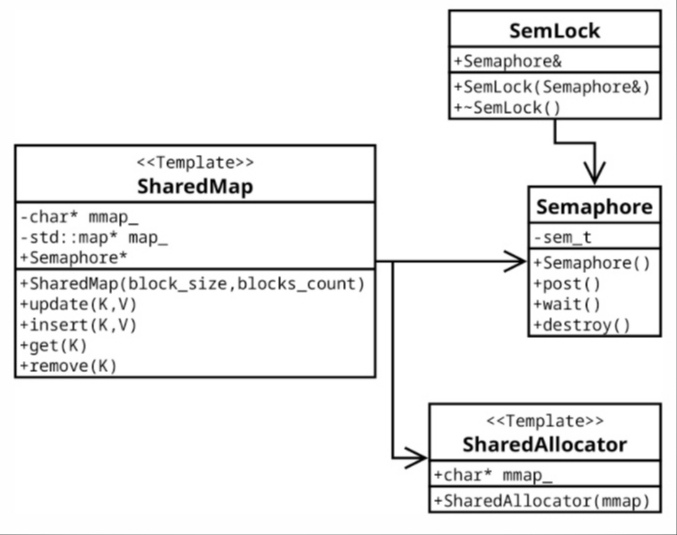 SemLock
+Semaphore&
+SemLock(Semaphore&)
+~SemLock()
<<Template>>
SharedMap
-char* mmap_
-std::map* map_
+Semaphore*
+SharedMap(block_size,blocks_count)
+update(K,V)
+insert(K,V)
+get(K)
+remove(K)
Semaphore
-sem_t
+Semaphore()
+post()
+wait()
+destroy()
<<Template>>
SharedAllocator
+char* mmap_
+SharedAllocator(mmap)